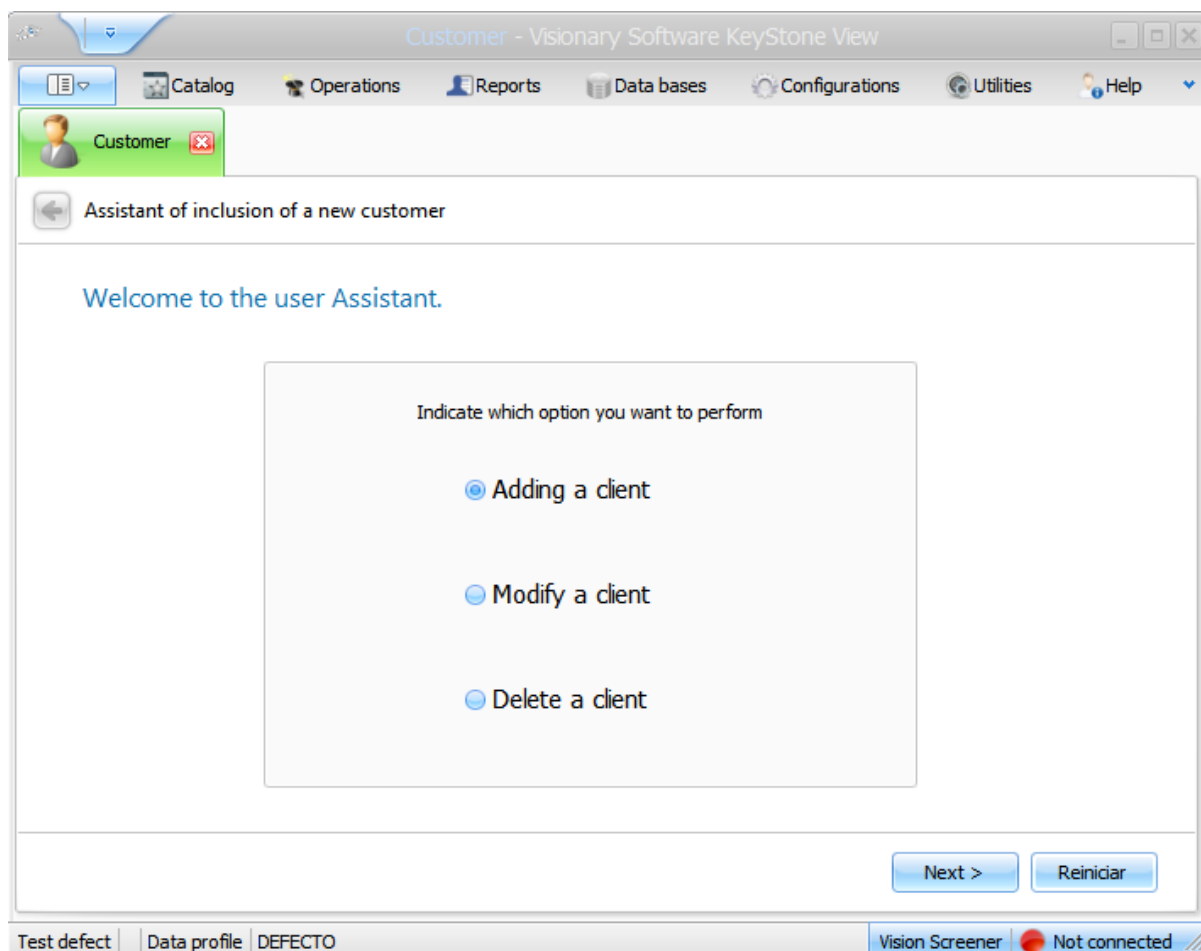 Customer - Visionary Software KeyStone View
Catalog Operations Reports Data bases Configurations Utilities Help
Customer
Assistant of inclusion of a new customer
Welcome to the user Assistant.
Indicate which option you want to perform
Adding a client
Modify a client
Delete a client
Next > Reiniciar
Test defect Data profile DEFECTO Vision Screener Not connected